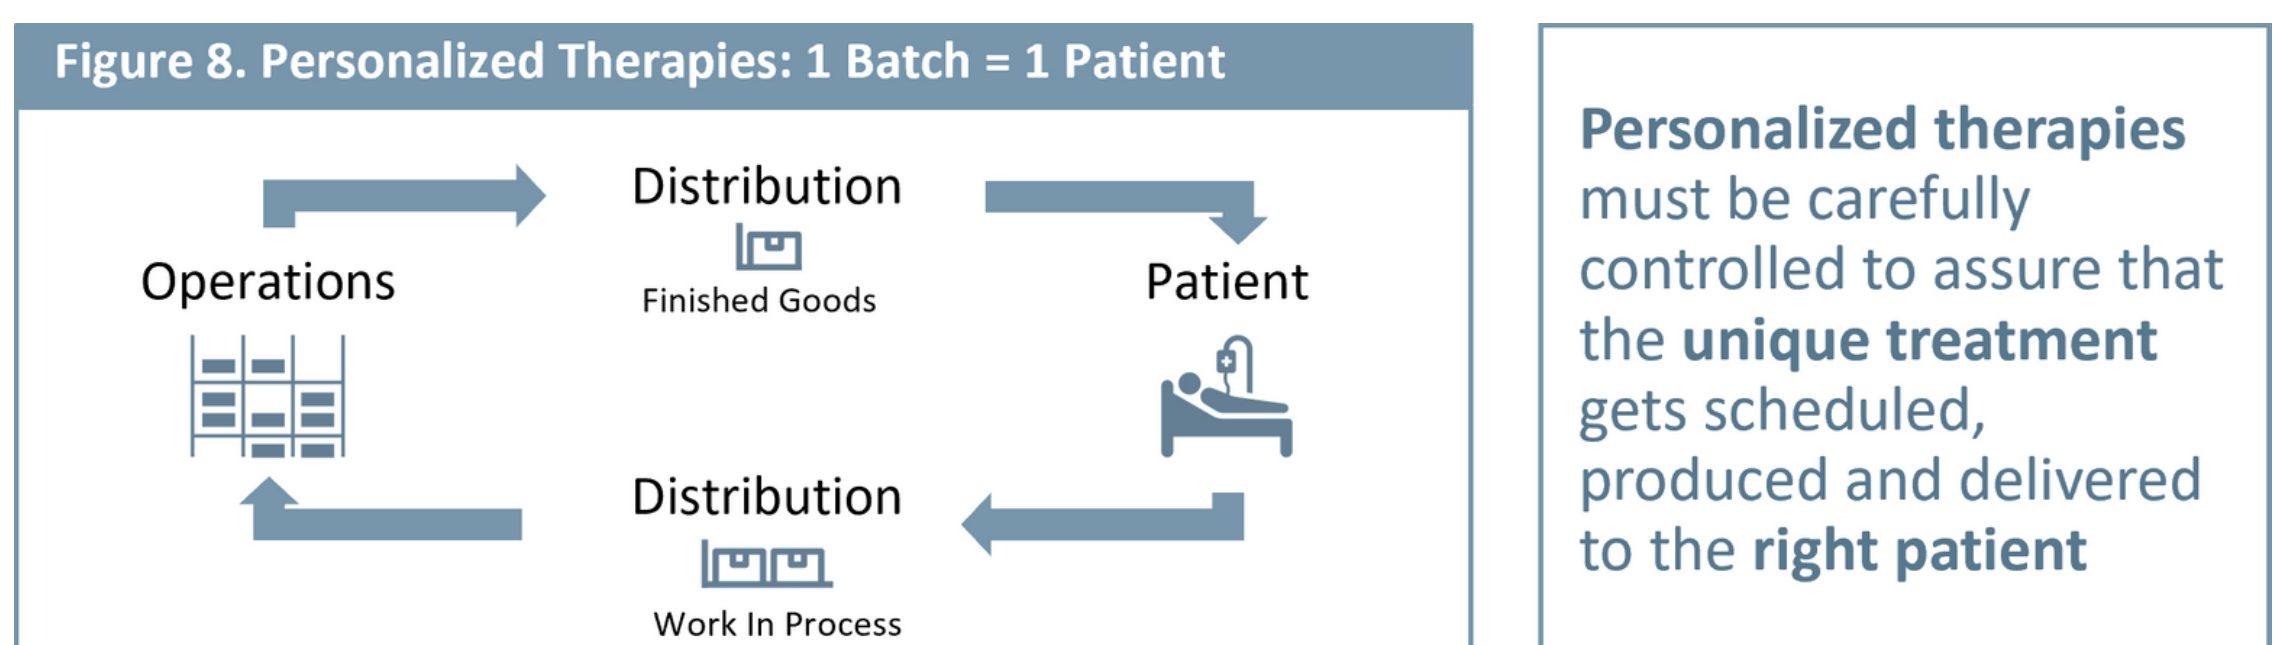 Figure 8. Personalized Therapies: 1 Batch = 1 Patient
Distribution
Finished Goods
Operations
Patient
Distribution
Work In Process
Personalized therapies
must be carefully
controlled to assure that
the unique treatment
gets scheduled,
produced and delivered
to the right patient